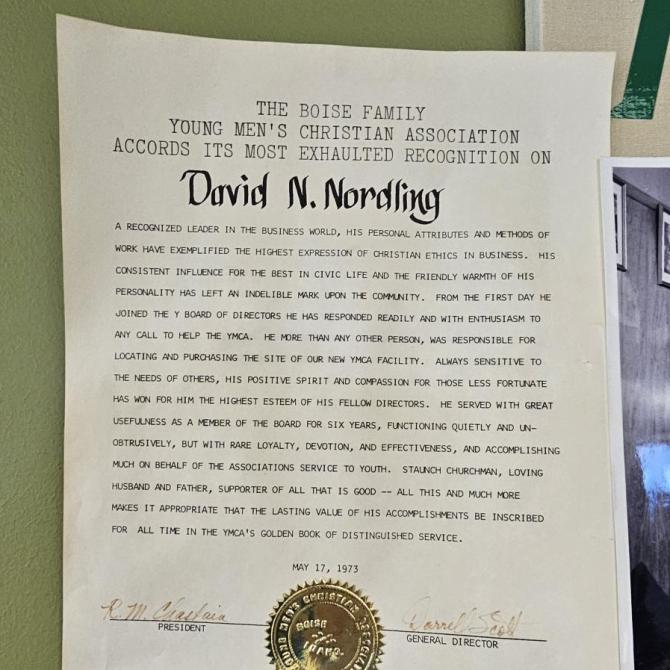 THE BOISE FAMILY
YOUNG MEN'S CHRISTIAN ASSOCIATION
ACCORDS ITS MOST EXHAULTED RECOGNITION ON
David N. Nordling
A RECOGNIZED LEADER IN THE BUSINESS WORLD, HIS PERSONAL ATTRIBUTES AND METHODS OF
WORK HAVE EXEMPLIFIED THE HIGHEST EXPRESSION OF CHRISTIAN ETHICS IN BUSINESS. HIS
CONSISTENT INFLUENCE FOR THE BEST IN CIVIC LIFE AND THE FRIENDLY WARMTH OF HIS
PERSONALITY HAS LEFT AN INDELIBLE MARK UPON THE COMMUNITY. FROM THE FIRST DAY HE
JOINED THE Y BOARD OF DIRECTORS HE HAS RESPONDED READILY AND WITH ENTHUSIASM TO
ANY CALL TO HELP THE YMCA. HE MORE THAN ANY OTHER PERSON, WAS RESPONSIBLE FOR
LOCATING AND PURCHASING THE SITE OF OUR NEW YMCA FACILITY. ALWAYS SENSITIVE TO
THE NEEDS OF OTHERS, HIS POSITIVE SPIRIT AND COMPASSION FOR THOSE LESS FORTUNATE
HAS WON FOR HIM THE HIGHEST ESTEEM OF HIS FELLOW DIRECTORS. HE SERVED WITH GREAT
USEFULNESS AS A MEMBER OF THE BOARD FOR SIX YEARS, FUNCTIONING QUIETLY AND UN-
OBTRUSIVELY, BUT WITH RARE LOYALTY, DEVOTION, AND EFFECTIVENESS, AND ACCOMPLISHING
MUCH ON BEHALF OF THE ASSOCIATIONS SERVICE TO YOUTH. STAUNCH CHURCHMAN, LOVING
HUSBAND AND FATHER, SUPPORTER OF ALL THAT IS GOOD -- ALL THIS AND MUCH MORE
MAKES IT APPROPRIATE THAT THE LASTING VALUE OF HIS ACCOMPLISHMENTS BE INSCRIBED
FOR ALL TIME IN THE YMCA'S GOLDEN BOOK OF DISTINGUISHED SERVICE.
MAY 17, 1973
R. M. Chastain
PRESIDENT
Darrell Scott
GENERAL DIRECTOR
YOUNG MEN'S CHRISTIAN
BOISE
IDAHO